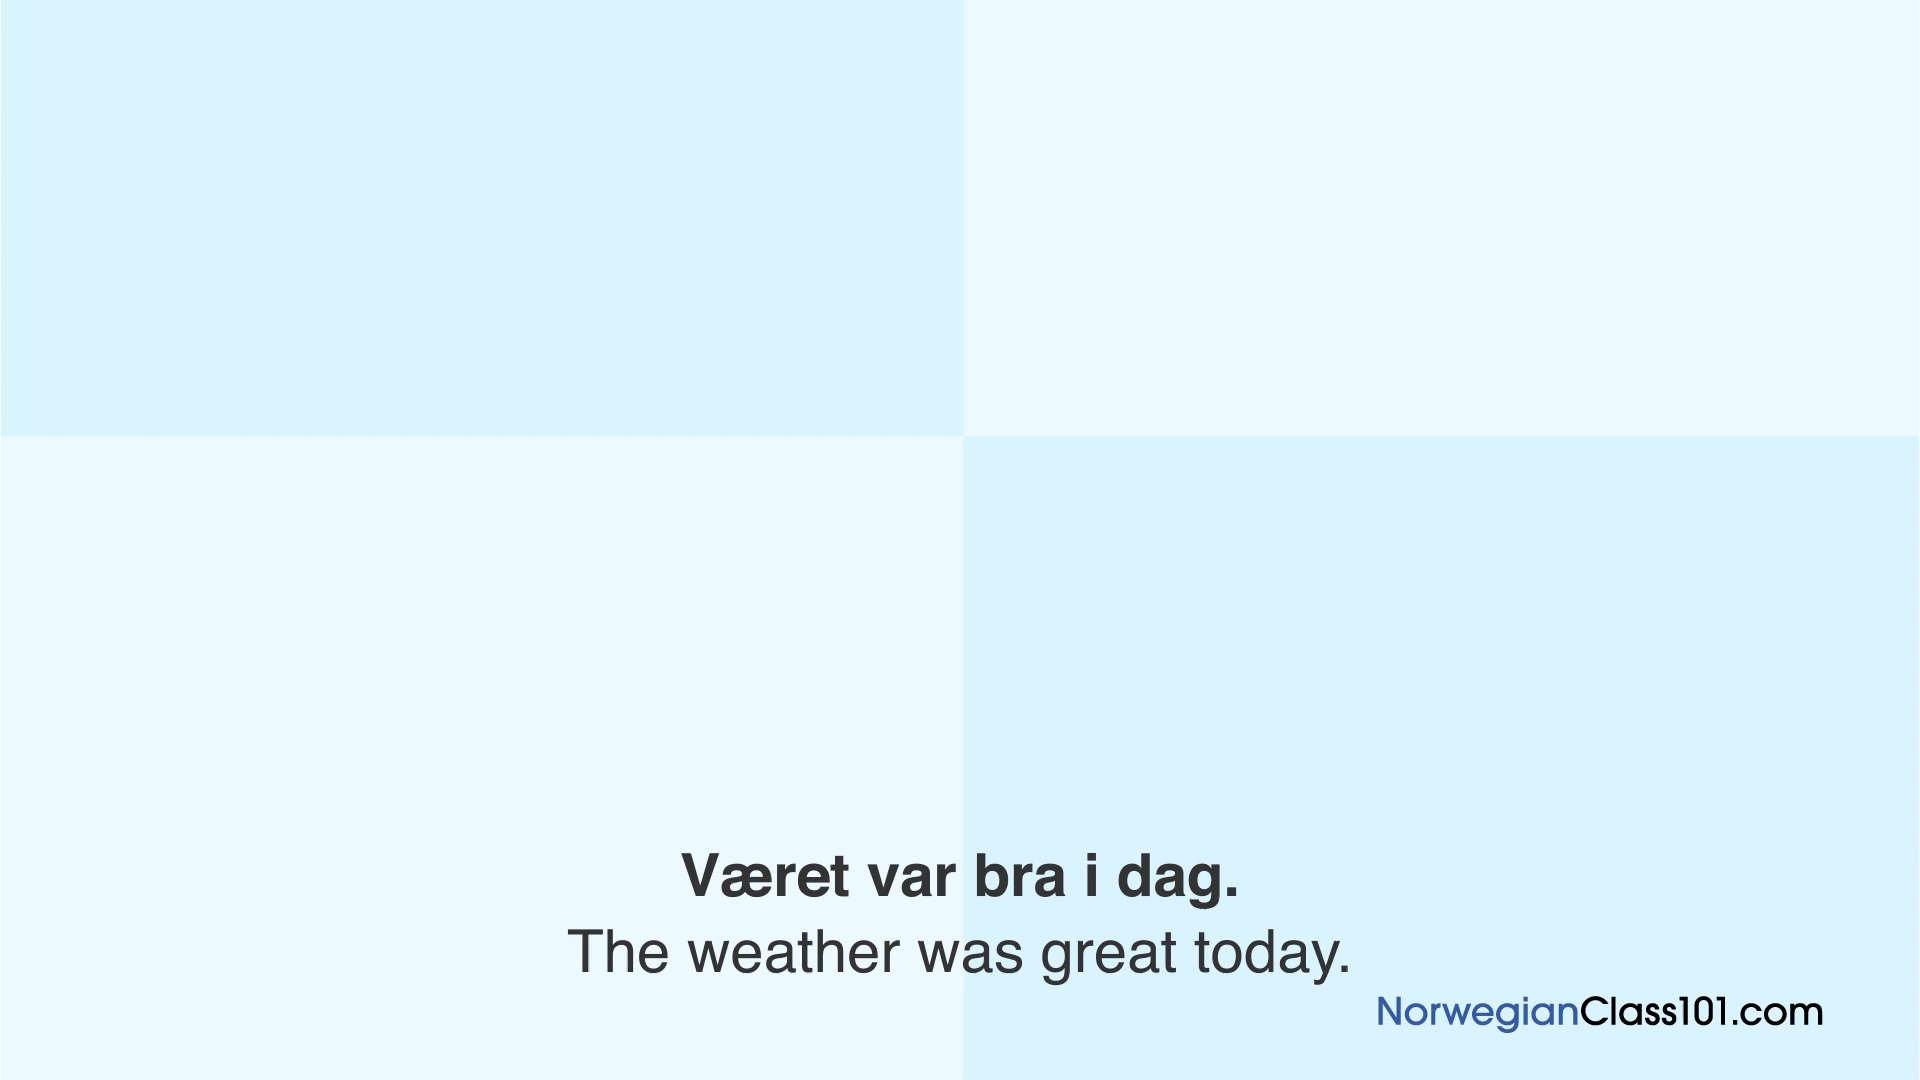 Været var bra i dag.
The weather was great today.
NorwegianClass101.com